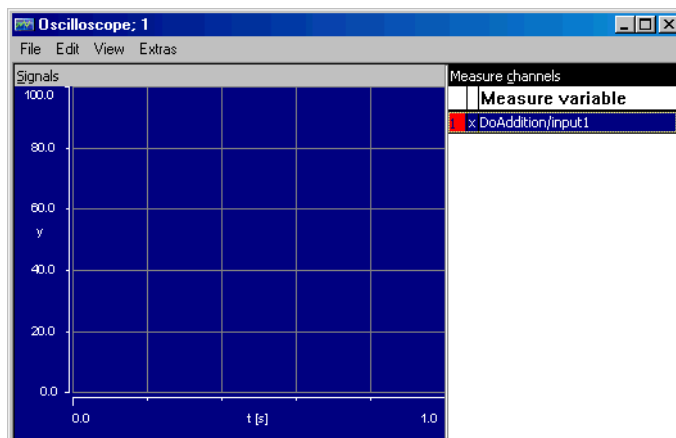 Oscilloscope; 1
File Edit View Extras
Signals
100.0
80.0
60.0
y
40.0
20.0
0.0
0.0 t [s] 1.0
Measure channels
Measure variable
1 x DoAddition/input1